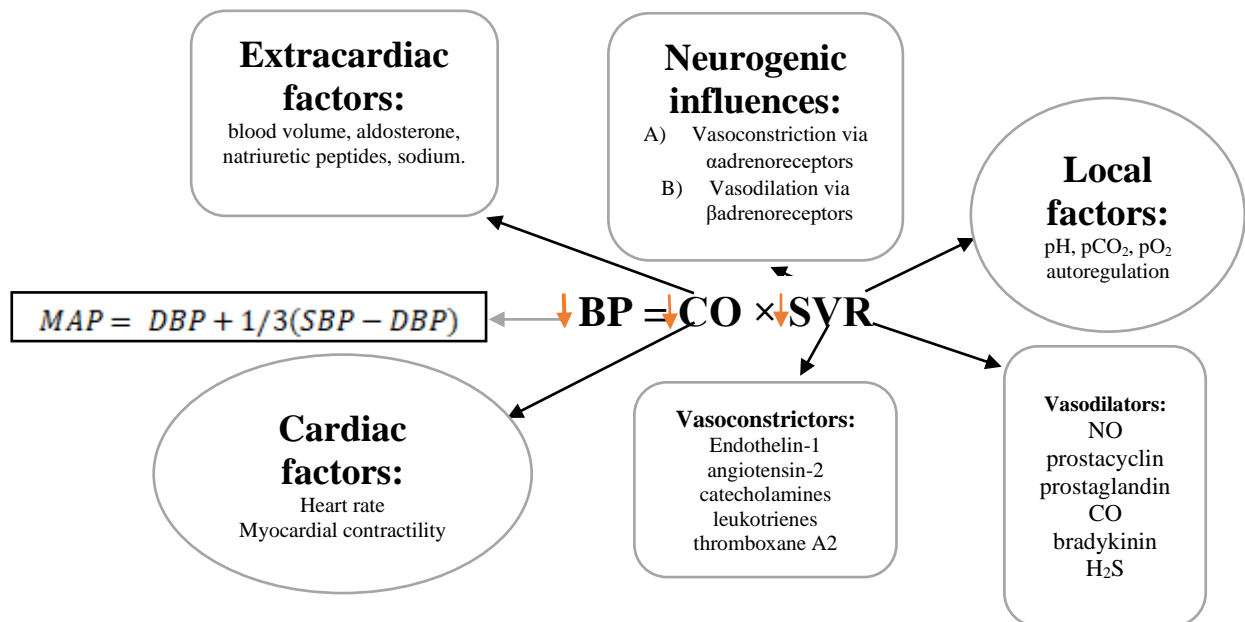 Extracardiac
factors:
blood volume, aldosterone,
natriuretic peptides, sodium.
Neurogenic
influences:
A) Vasoconstriction via
αadrenoreceptors
B) Vasodilation via
βadrenoreceptors
Local
factors:
pH, pCO₂, pO₂
autoregulation
MAP = DBP + 1/3(SBP − DBP)
↓ BP = ↓ CO × ↓ SVR
Cardiac
factors:
Heart rate
Myocardial contractility
Vasoconstrictors:
Endothelin-1
angiotensin-2
catecholamines
leukotrienes
thromboxane A2
Vasodilators:
NO
prostacyclin
prostaglandin
CO
bradykinin
H₂S